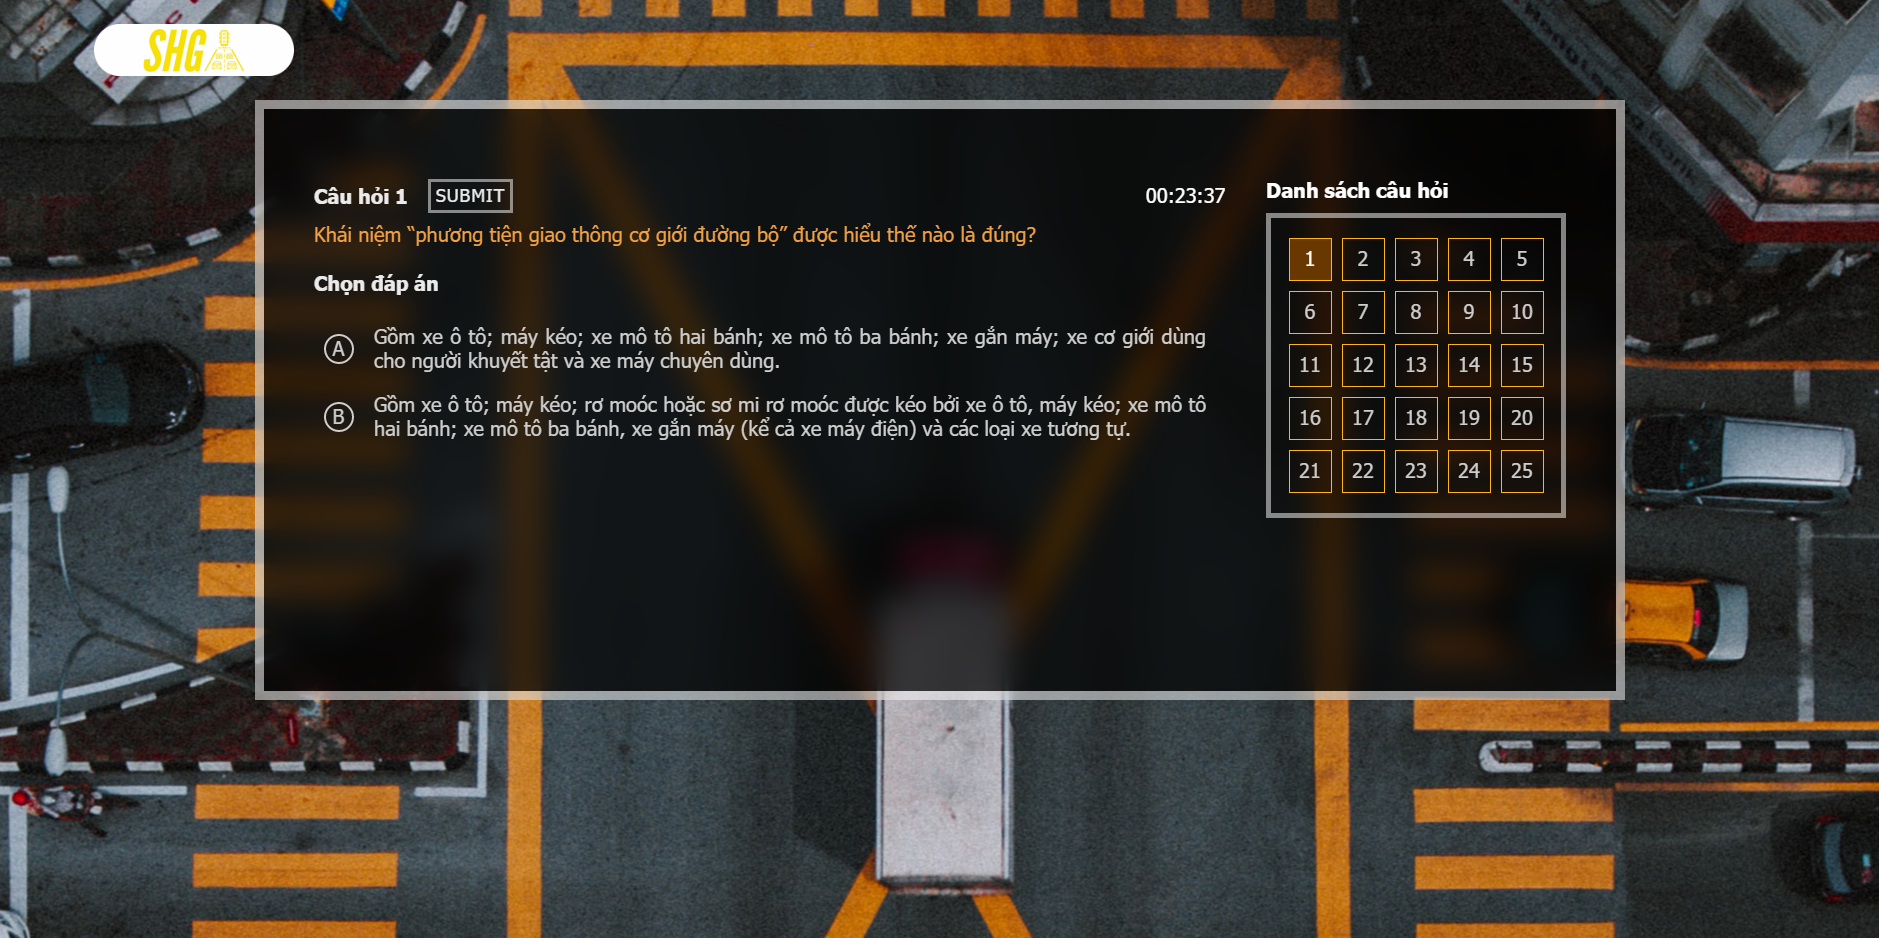 SHG
Câu hỏi 1 SUBMIT 00:23:37
Khái niệm “phương tiện giao thông cơ giới đường bộ” được hiểu thế nào là đúng?
Chọn đáp án
A Gồm xe ô tô; máy kéo; xe mô tô hai bánh; xe mô tô ba bánh; xe gắn máy; xe cơ giới dùng
cho người khuyết tật và xe máy chuyên dùng.
B Gồm xe ô tô; máy kéo; rơ moóc hoặc sơ mi rơ moóc được kéo bởi xe ô tô, máy kéo; xe mô tô
hai bánh; xe mô tô ba bánh, xe gắn máy (kể cả xe máy điện) và các loại xe tương tự.
Danh sách câu hỏi
1 2 3 4 5
6 7 8 9 10
11 12 13 14 15
16 17 18 19 20
21 22 23 24 25